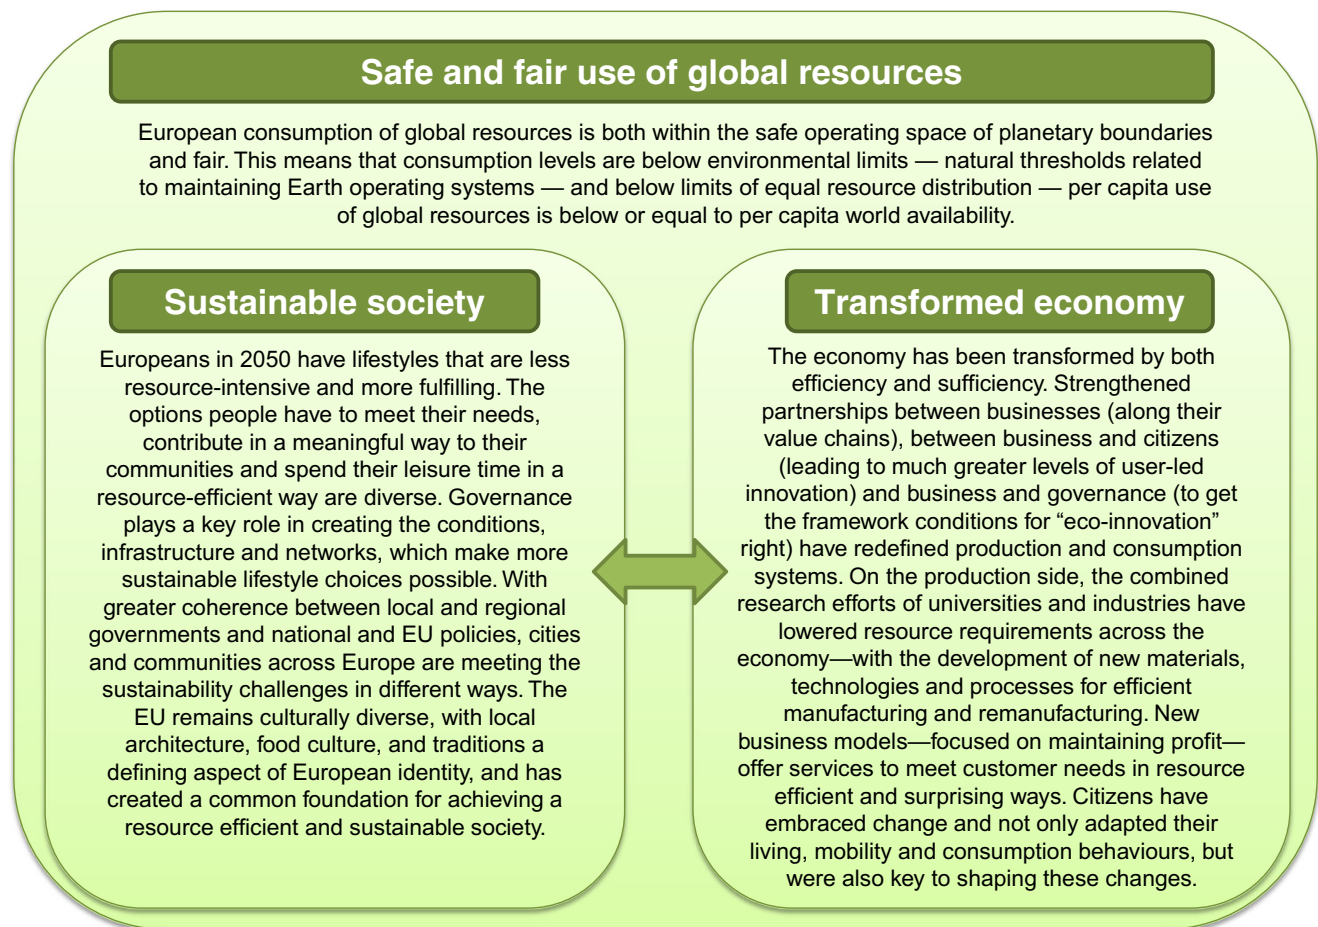 Safe and fair use of global resources
European consumption of global resources is both within the safe operating space of planetary boundaries
and fair. This means that consumption levels are below environmental limits — natural thresholds related
to maintaining Earth operating systems — and below limits of equal resource distribution — per capita use
of global resources is below or equal to per capita world availability.
Sustainable society
Europeans in 2050 have lifestyles that are less
resource-intensive and more fulfilling. The
options people have to meet their needs,
contribute in a meaningful way to their
communities and spend their leisure time in a
resource-efficient way are diverse. Governance
plays a key role in creating the conditions,
infrastructure and networks, which make more
sustainable lifestyle choices possible. With
greater coherence between local and regional
governments and national and EU policies, cities
and communities across Europe are meeting the
sustainability challenges in different ways. The
EU remains culturally diverse, with local
architecture, food culture, and traditions a
defining aspect of European identity, and has
created a common foundation for achieving a
resource efficient and sustainable society.
Transformed economy
The economy has been transformed by both
efficiency and sufficiency. Strengthened
partnerships between businesses (along their
value chains), between business and citizens
(leading to much greater levels of user-led
innovation) and business and governance (to get
the framework conditions for “eco-innovation”
right) have redefined production and consumption
systems. On the production side, the combined
research efforts of universities and industries have
lowered resource requirements across the
economy—with the development of new materials,
technologies and processes for efficient
manufacturing and remanufacturing. New
business models—focused on maintaining profit—
offer services to meet customer needs in resource
efficient and surprising ways. Citizens have
embraced change and not only adapted their
living, mobility and consumption behaviours, but
were also key to shaping these changes.